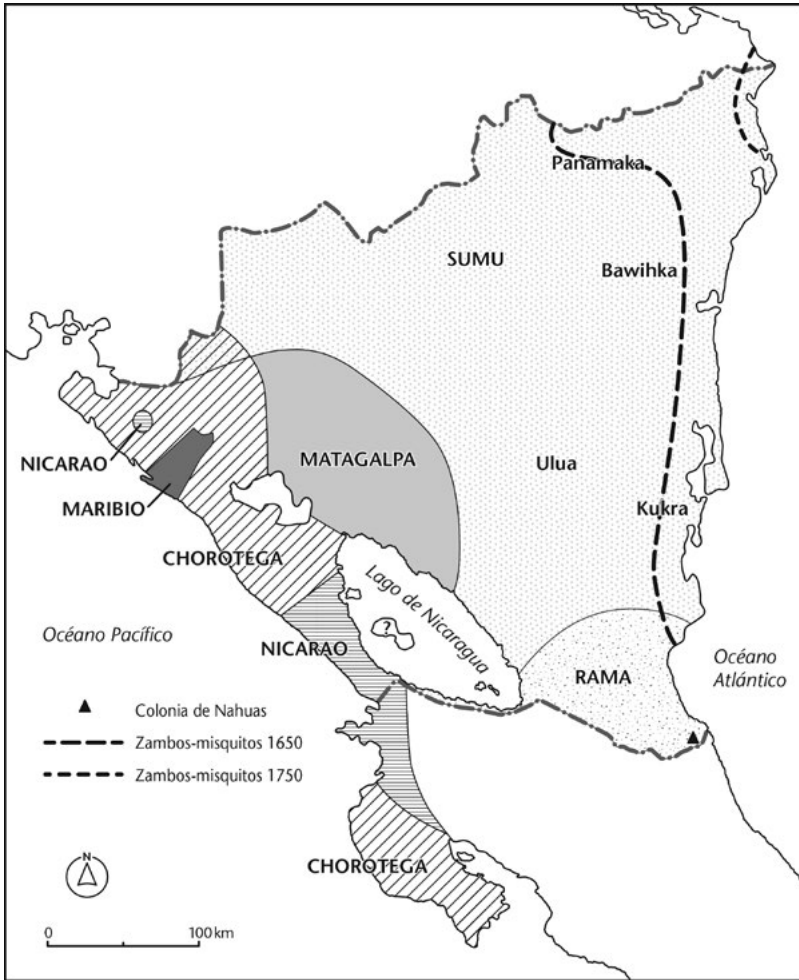 Panamaka
SUMU
Bawihka
NICARAO
MATAGALPA
Ulua
MARIBIO
Kukra
CHOROTEGA
Lago de Nicaragua
?
Océano Pacífico
NICARAO
Océano
Atlántico
RAMA
Colonia de Nahuas
Zambos-misquitos 1650
Zambos-misquitos 1750
CHOROTEGA
N
0 100 km